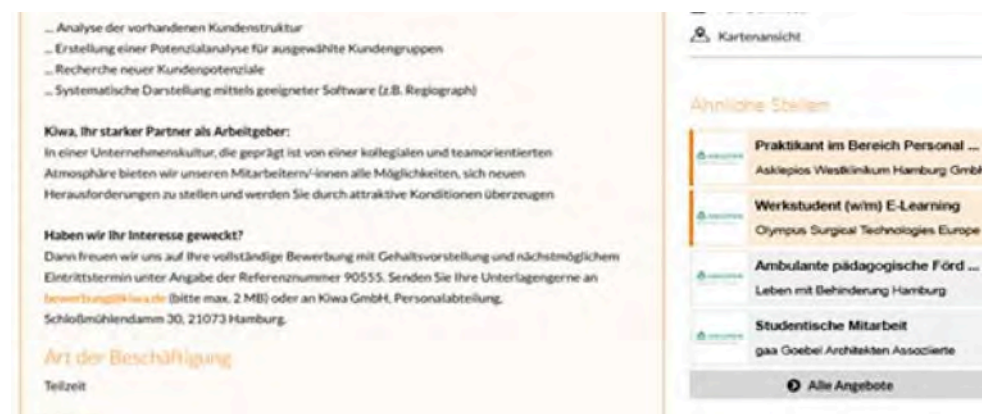 ... Analyse der vorhandenen Kundenstruktur
... Erstellung einer Potenzialanalyse für ausgewählte Kundengruppen
... Recherche neuer Kundenpotenziale
... Systematische Darstellung mittels geeigneter Software (z.B. Regiograph)
Kiwa, Ihr starker Partner als Arbeitgeber:
In einer Unternehmenskultur, die geprägt ist von einer kollegialen und teamorientierten
Atmosphäre bieten wir unseren Mitarbeitern/-innen alle Möglichkeiten, sich neuen
Herausforderungen zu stellen und werden Sie durch attraktive Konditionen überzeugen
Haben wir Ihr Interesse geweckt?
Dann freuen wir uns auf Ihre vollständige Bewerbung mit Gehaltsvorstellung und nächstmöglichem
Eintrittstermin unter Angabe der Referenznummer 90555. Senden Sie Ihre Unterlagengerne an
bewerbung@kiwa.de (bitte max. 2 MB) oder an Kiwa GmbH, Personalabteilung,
Schloßmühlendamm 30, 21073 Hamburg.
Art der Beschäftigung
Teilzeit
Kartenansicht
Ähnliche Stellen
Praktikant im Bereich Personal ...
Asklepios Westklinikum Hamburg GmbH
Werkstudent (w/m) E-Learning
Olympus Surgical Technologies Europe
Ambulante pädagogische Förd ...
Leben mit Behinderung Hamburg
Studentische Mitarbeit
gaa Goebel Architekten Assoziierte
Alle Angebote